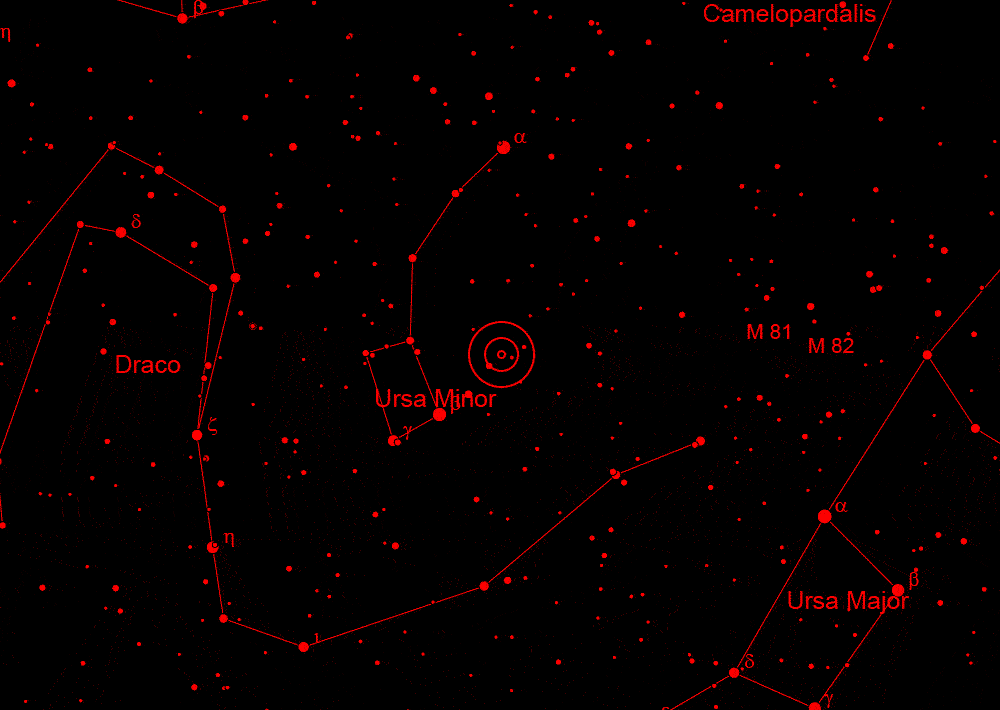 β
Camelopardalis
η
α
δ
M 81
M 82
Draco
Ursa Minor
β
ζ
γ
α
η
β
Ursa Major
ι
δ
γ